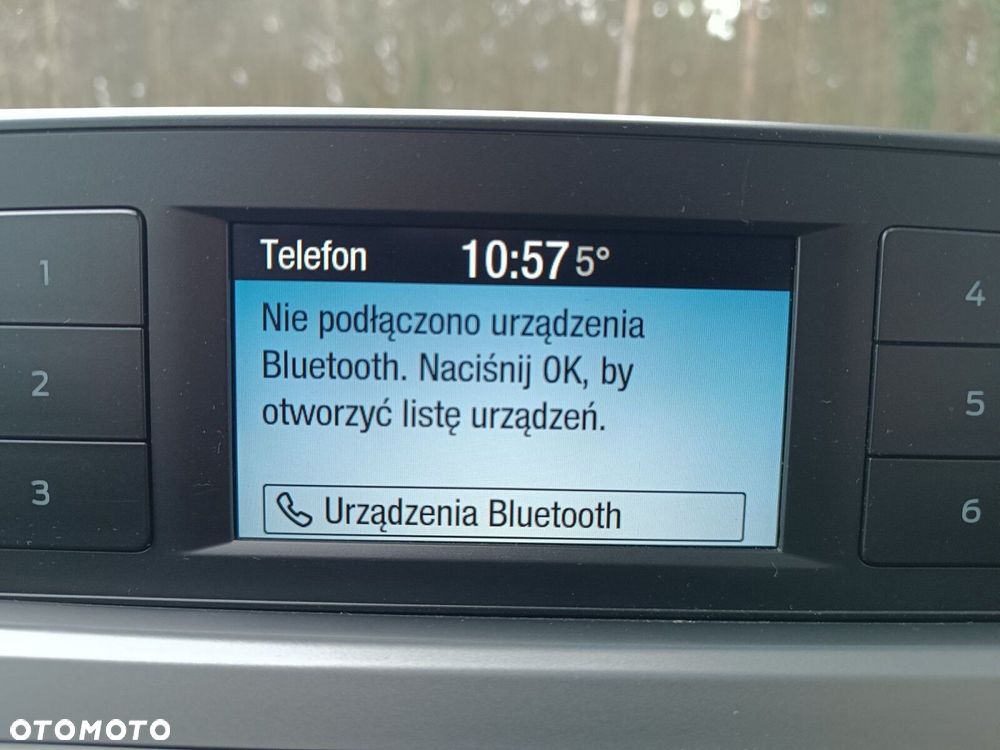 Telefon 10:57 5°
1
2
3
Nie podłączono urządzenia
Bluetooth. Naciśnij OK, by
otworzyć listę urządzeń.
Urządzenia Bluetooth
4
5
6
OTOMOTO